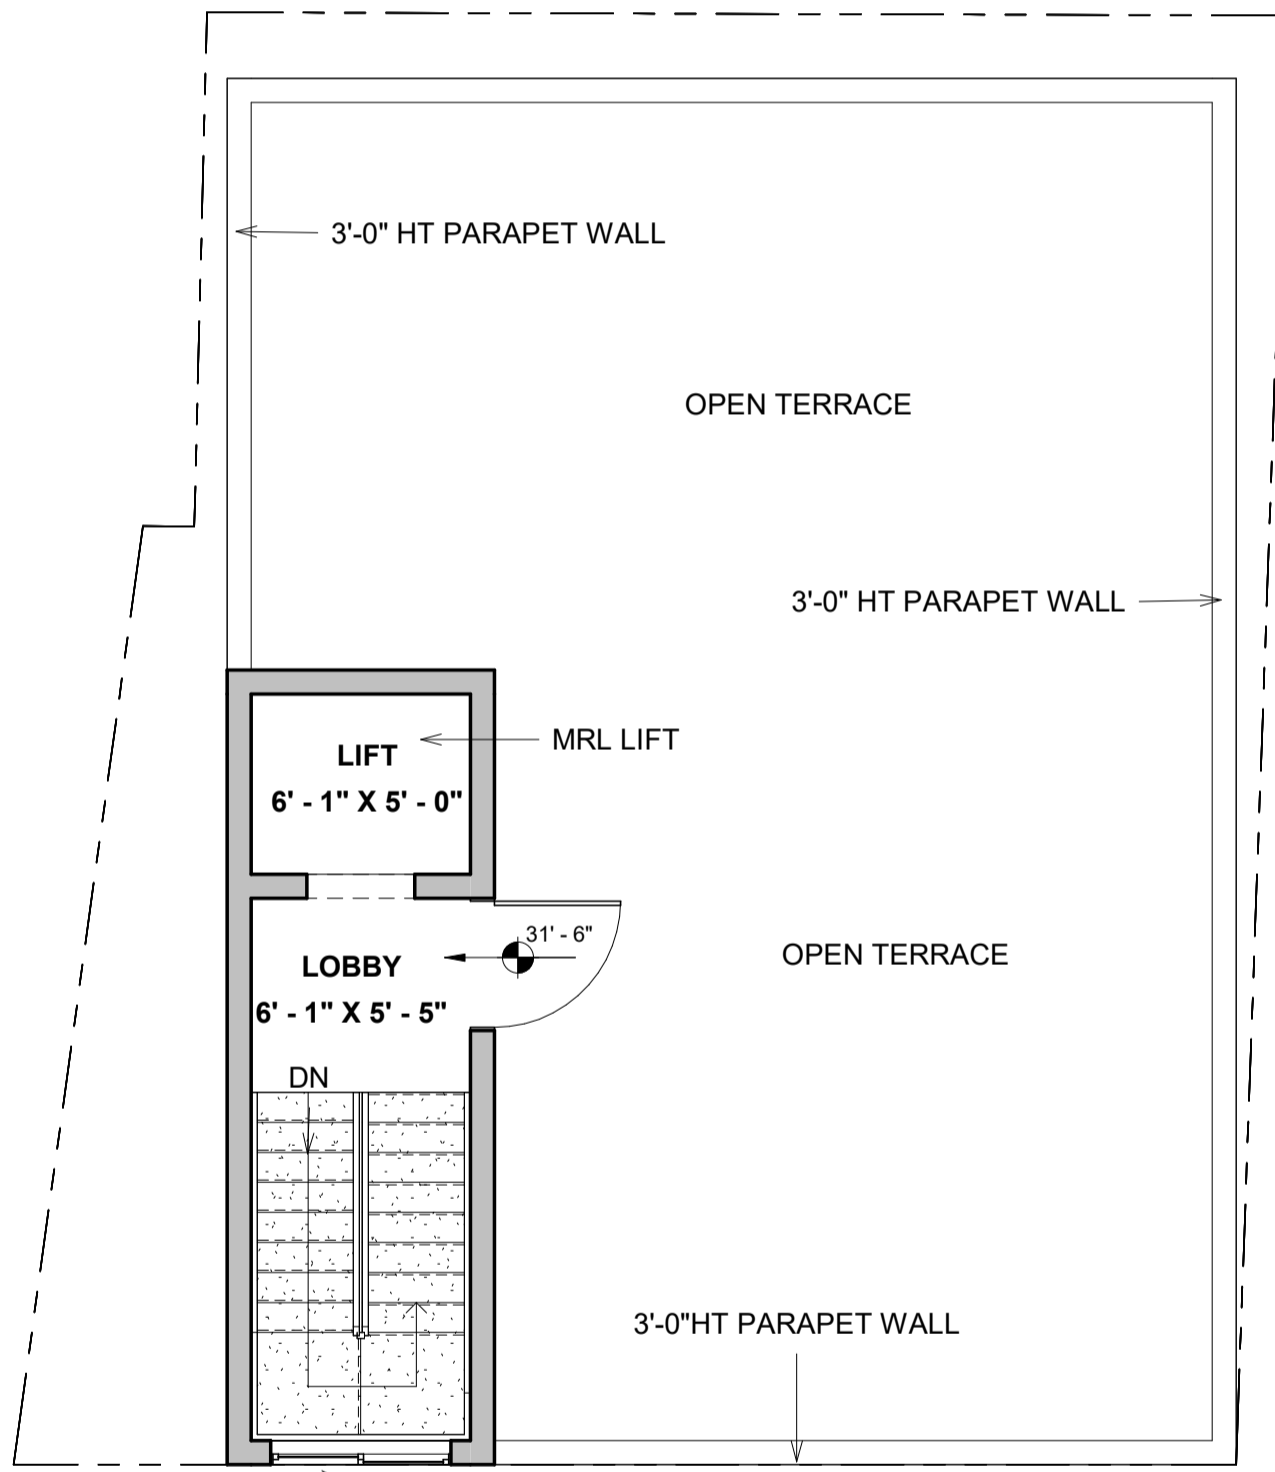 3'-0" HT PARAPET WALL
OPEN TERRACE
3'-0" HT PARAPET WALL
MRL LIFT
LIFT
6' - 1" X 5' - 0"
31' - 6"
OPEN TERRACE
LOBBY
6' - 1" X 5' - 5"
DN
3'-0"HT PARAPET WALL